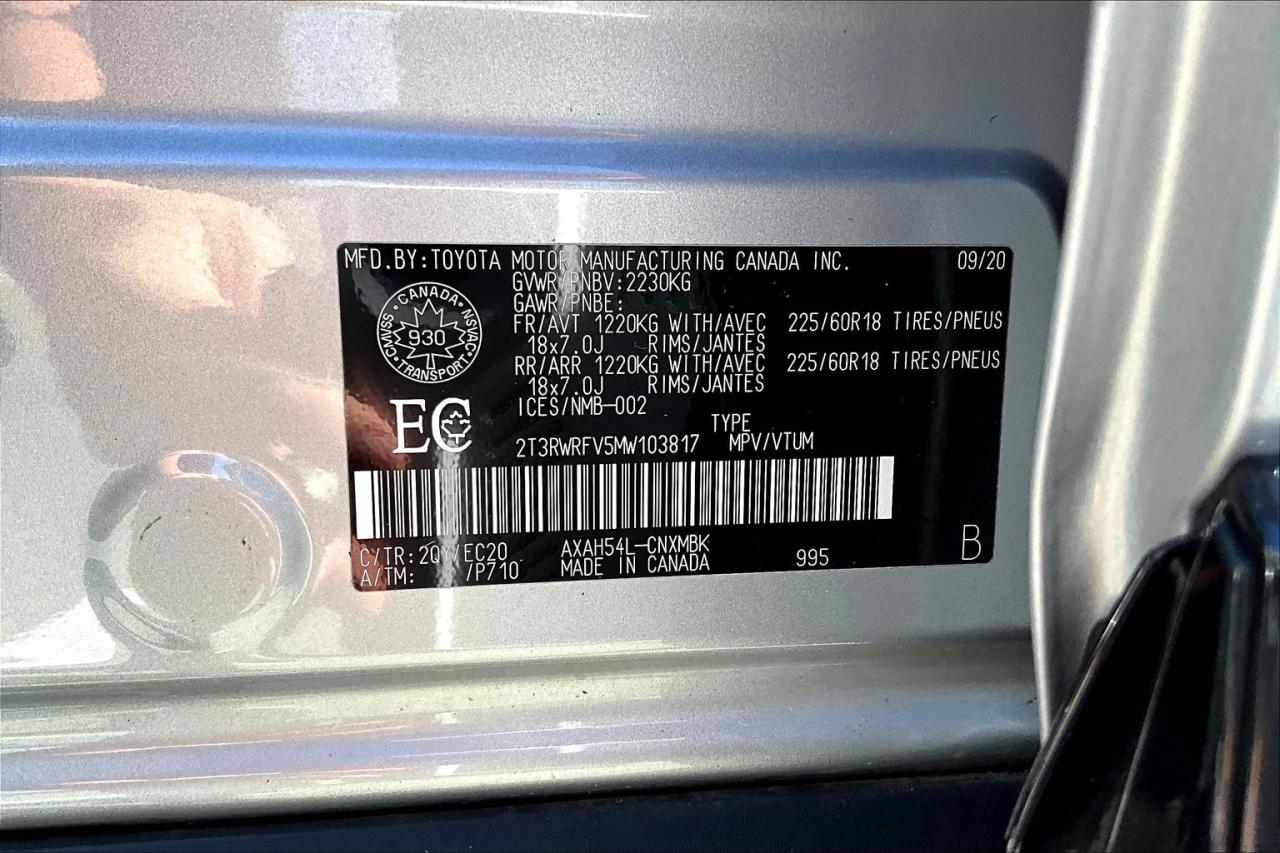 MFD.BY:TOYOTA MOTOR MANUFACTURING CANADA INC. 09/20
GVWR/PNBV:2230KG
GAWR/PNBE:
FR/AVT 1220KG WITH/AVEC 225/60R18 TIRES/PNEUS
18x7.0J RIMS/JANTES
RR/ARR 1220KG WITH/AVEC 225/60R18 TIRES/PNEUS
18x7.0J RIMS/JANTES
ICES/NMB-002
CANADA
CMVSS 930 NSVAC
TRANSPORT
EC
TYPE
2T3RWRFV5MW103817 MPV/VTUM
C/TR: /EC20 AXAH54L-CNXMBK 995 B
A/TM: /P710 MADE IN CANADA